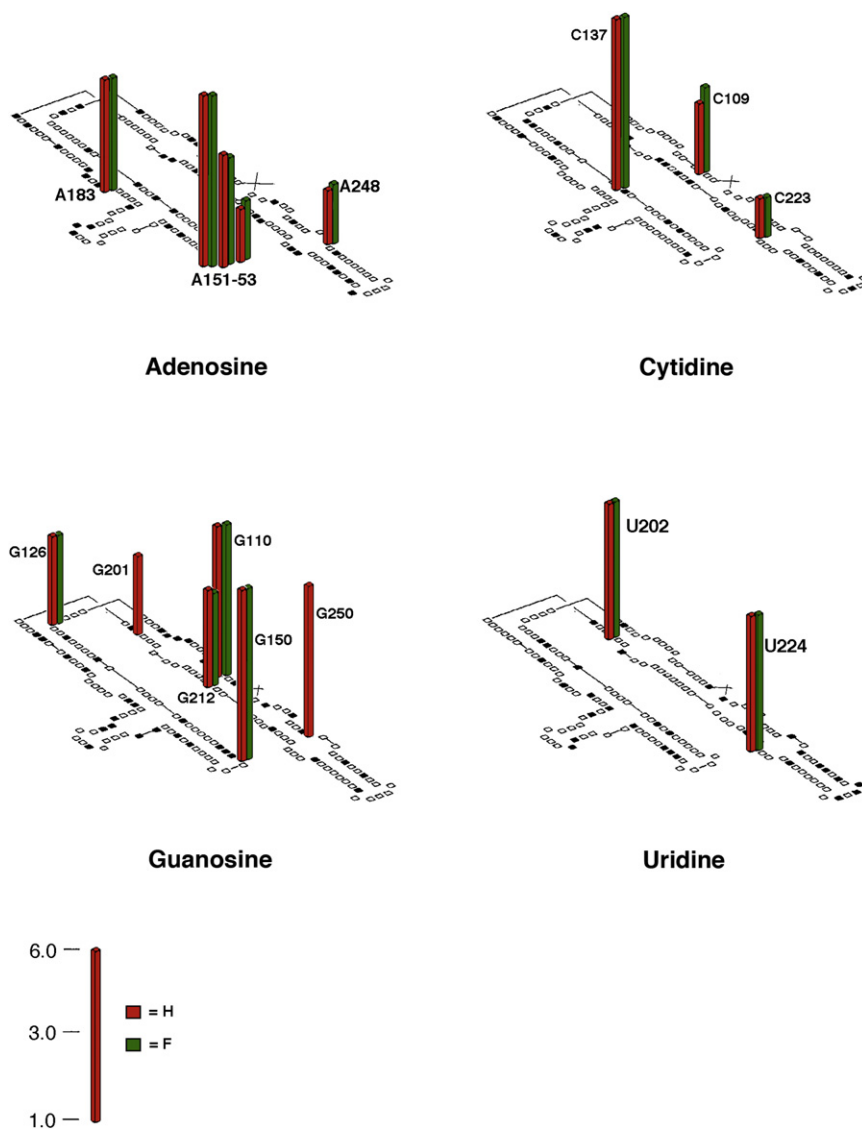 C137
C109
A183
A248
C223
A151-53
Adenosine
Cytidine
G126
G201
G110
G250
G150
G212
U202
U224
Guanosine
Uridine
6.0
= H
3.0
= F
1.0